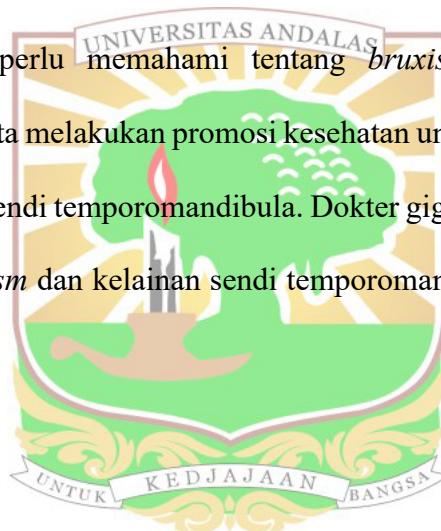 UNIVERSITAS ANDALAS
perlu memahami tentang bruxis
ta melakukan promosi kesehatan un
endi temporomandibula. Dokter gig
sm dan kelainan sendi temporoman
UNTUK KEDJAJAAN BANGSA